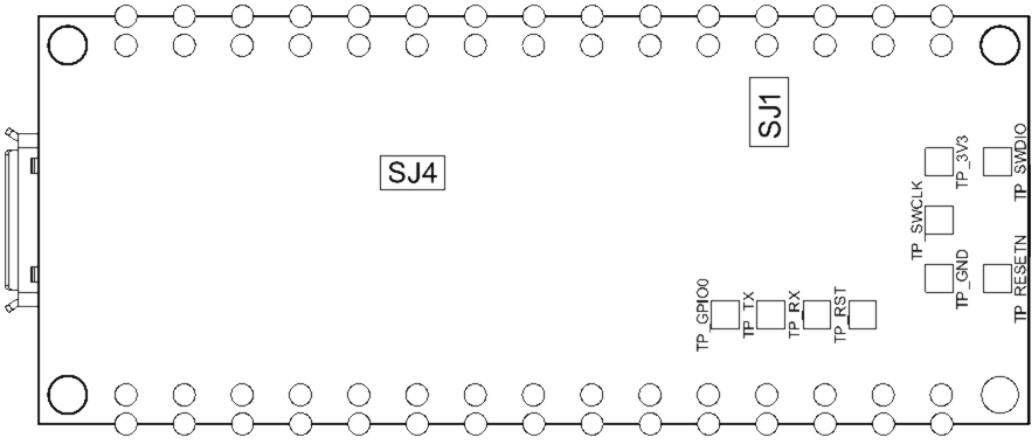 SJ1
SJ4
TP_3V3
TP_SWDIO
TP_SWCLK
TP_GND
TP_RESETN
TP_GPIO0
TP_TX
TP_RX
TP_RST